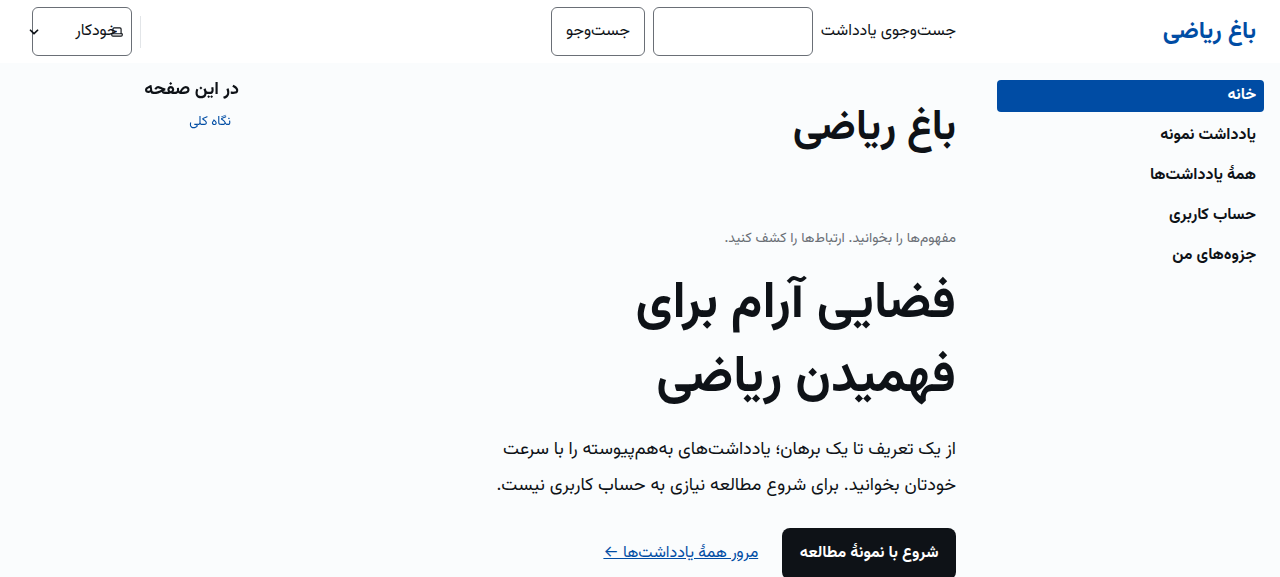 باغ ریاضی
جست‌وجوی یادداشت
جست‌وجو
خودکار
خانه
یادداشت نمونه
همهٔ یادداشت‌ها
حساب کاربری
جزوه‌های من
باغ ریاضی
مفهوم‌ها را بخوانید. ارتباط‌ها را کشف کنید.
فضایی آرام برای
فهمیدن ریاضی
از یک تعریف تا یک برهان؛ یادداشت‌های به‌هم‌پیوسته را با سرعت
خودتان بخوانید. برای شروع مطالعه نیازی به حساب کاربری نیست.
شروع با نمونهٔ مطالعه
مرور همهٔ یادداشت‌ها ←
در این صفحه
نگاه کلی